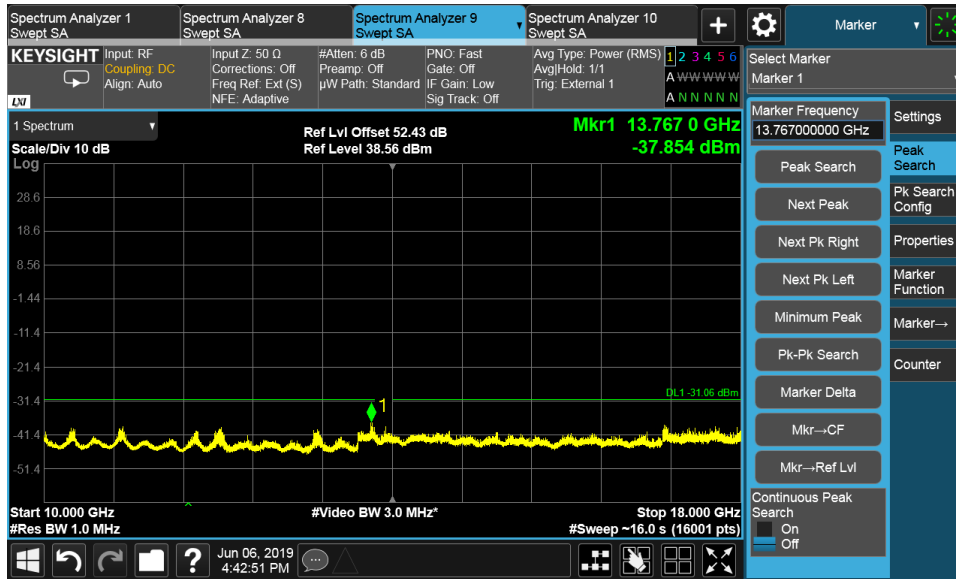 Spectrum Analyzer 1
Swept SA
Spectrum Analyzer 8
Swept SA
Spectrum Analyzer 9
Swept SA
Spectrum Analyzer 10
Swept SA
+
Marker
KEYSIGHT
LXI
Input: RF
Coupling: DC
Align: Auto
Input Z: 50 Ω
Corrections: Off
Freq Ref: Ext (S)
NFE: Adaptive
#Atten: 6 dB
Preamp: Off
µW Path: Standard
PNO: Fast
Gate: Off
IF Gain: Low
Sig Track: Off
Avg Type: Power (RMS)
Avg|Hold: 1/1
Trig: External 1
1 2 3 4 5 6
A W W W W W
A N N N N N
Select Marker
Marker 1
1 Spectrum
Scale/Div 10 dB
Log
Ref Lvl Offset 52.43 dB
Ref Level 38.56 dBm
Mkr1 13.767 0 GHz
-37.854 dBm
28.6
18.6
8.56
-1.44
-11.4
-21.4
-31.4
-41.4
-51.4
DL1 -31.06 dBm
1
Start 10.000 GHz
#Res BW 1.0 MHz
#Video BW 3.0 MHz*
Stop 18.000 GHz
#Sweep ~16.0 s (16001 pts)
Marker Frequency
13.767000000 GHz
Peak Search
Next Peak
Next Pk Right
Next Pk Left
Minimum Peak
Pk-Pk Search
Marker Delta
Mkr→CF
Mkr→Ref Lvl
Continuous Peak
Search
On
Off
Settings
Peak
Search
Pk Search
Config
Properties
Marker
Function
Marker→
Counter
?
Jun 06, 2019
4:42:51 PM